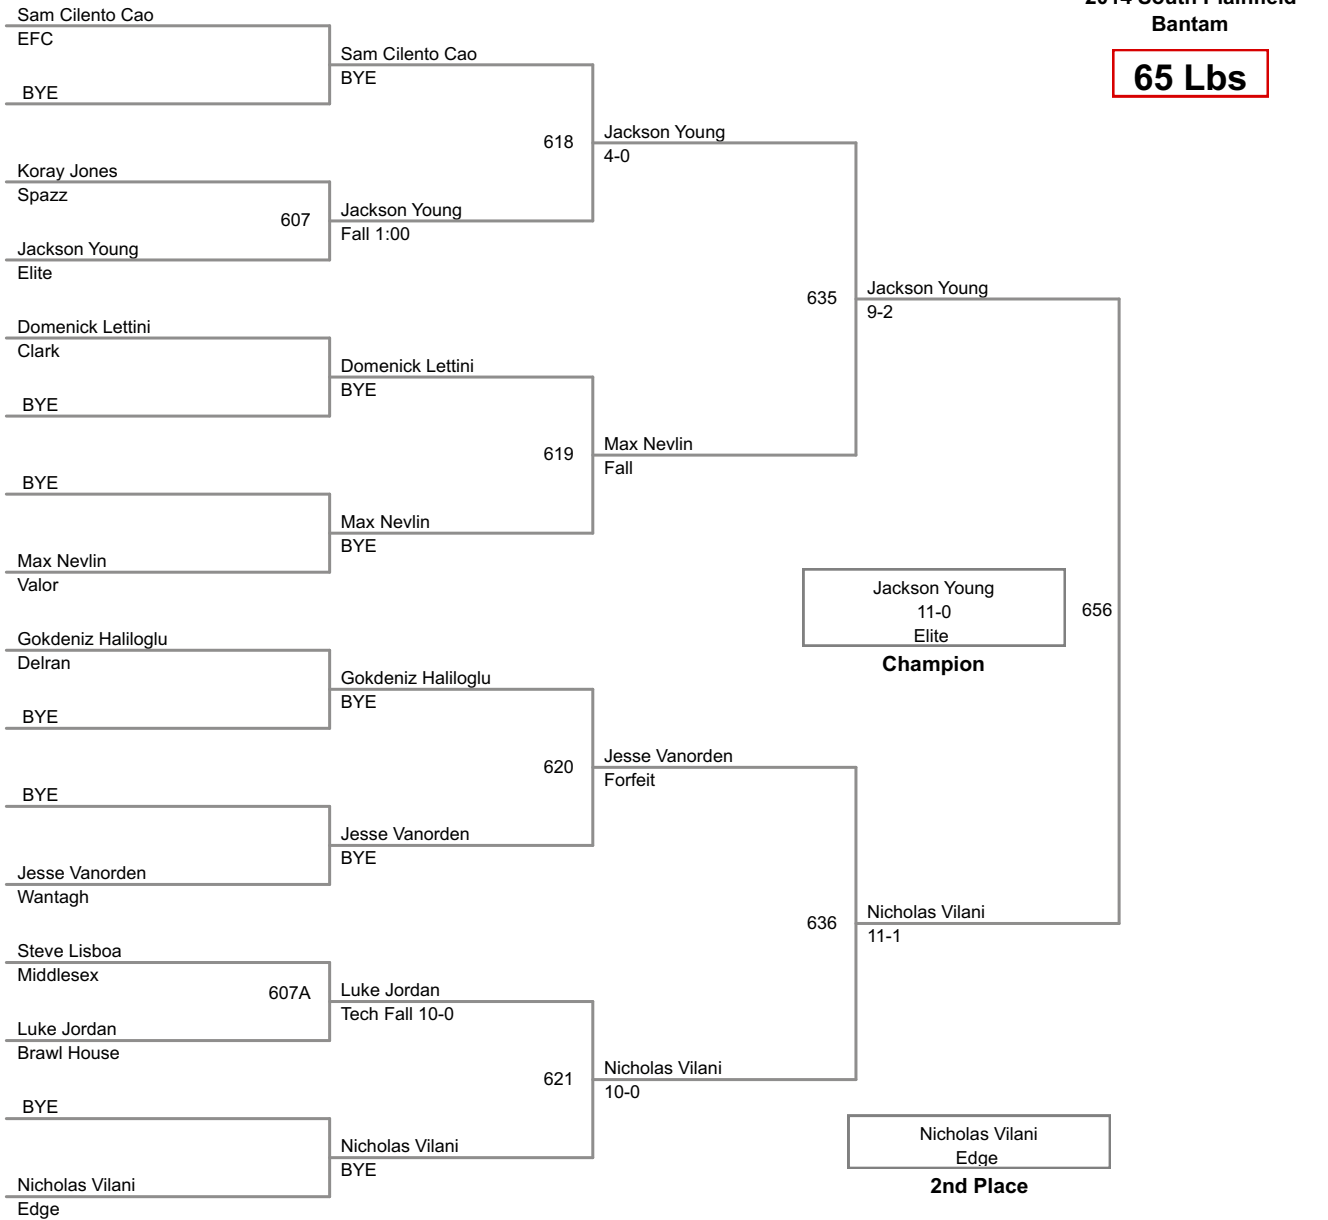 2014 South Plainfield
Bantam
65 Lbs
Sam Cilento Cao
EFC
BYE
Koray Jones
Spazz
607
Jackson Young
Elite
Domenick Lettini
Clark
BYE
BYE
Max Nevlin
Valor
Gokdeniz Haliloglu
Delran
BYE
BYE
Jesse Vanorden
Wantagh
Steve Lisboa
Middlesex
607A
Luke Jordan
Brawl House
BYE
Nicholas Vilani
Edge
Sam Cilento Cao
BYE
618
Jackson Young
Fall 1:00
Domenick Lettini
BYE
619
Max Nevlin
BYE
Gokdeniz Haliloglu
BYE
620
Jesse Vanorden
BYE
Luke Jordan
Tech Fall 10-0
621
Nicholas Vilani
BYE
Jackson Young
4-0
635
Max Nevlin
Fall
Jesse Vanorden
Forfeit
636
Nicholas Vilani
10-0
Jackson Young
9-2
656
Nicholas Vilani
11-1
Jackson Young
11-0
Elite
Champion
Nicholas Vilani
Edge
2nd Place